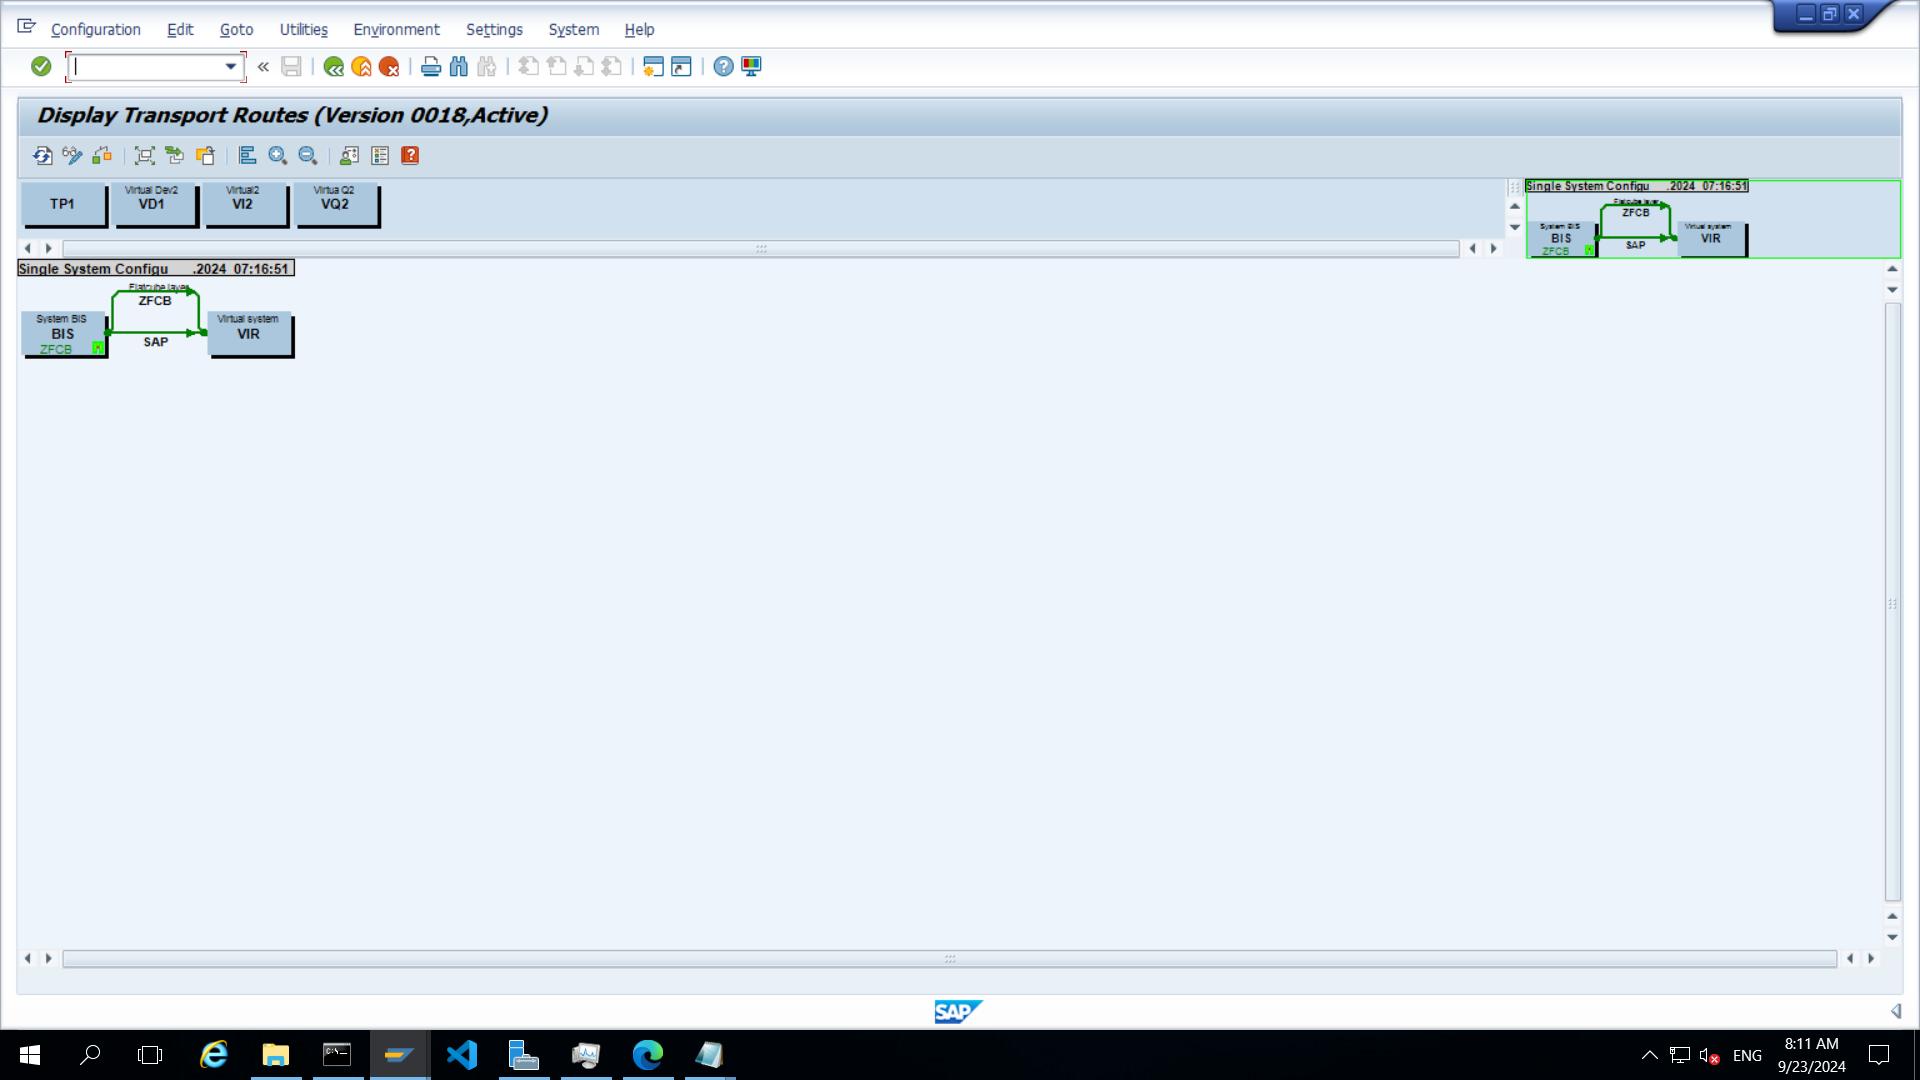 Configuration Edit Goto Utilities Environment Settings System Help
Display Transport Routes (Version 0018,Active)
TP1
Virtual Dev2
VD1
Virtual2
VI2
Virtua Q2
VQ2
Single System Configu .2024 07:16:51
Flatcube layer
ZFCB
System BIS
BIS
ZFCB
SAP
Virtual system
VIR
Single System Configu .2024 07:16:51
Flatcube layer
ZFCB
System BIS
BIS
ZFCB
SAP
Virtual system
VIR
SAP
C:\_
ENG
8:11 AM
9/23/2024